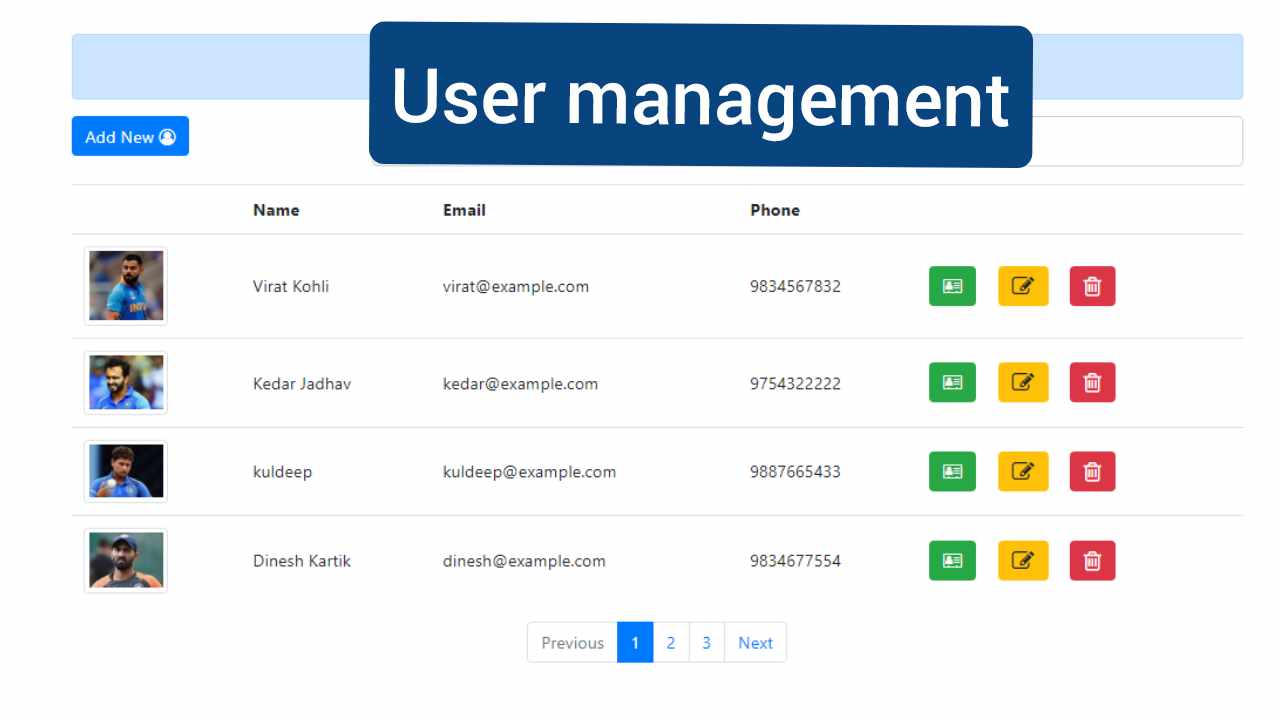 User management
Add New
Name Email Phone
Virat Kohli virat@example.com 9834567832
Kedar Jadhav kedar@example.com 9754322222
kuldeep kuldeep@example.com 9887665433
Dinesh Kartik dinesh@example.com 9834677554
Previous 1 2 3 Next